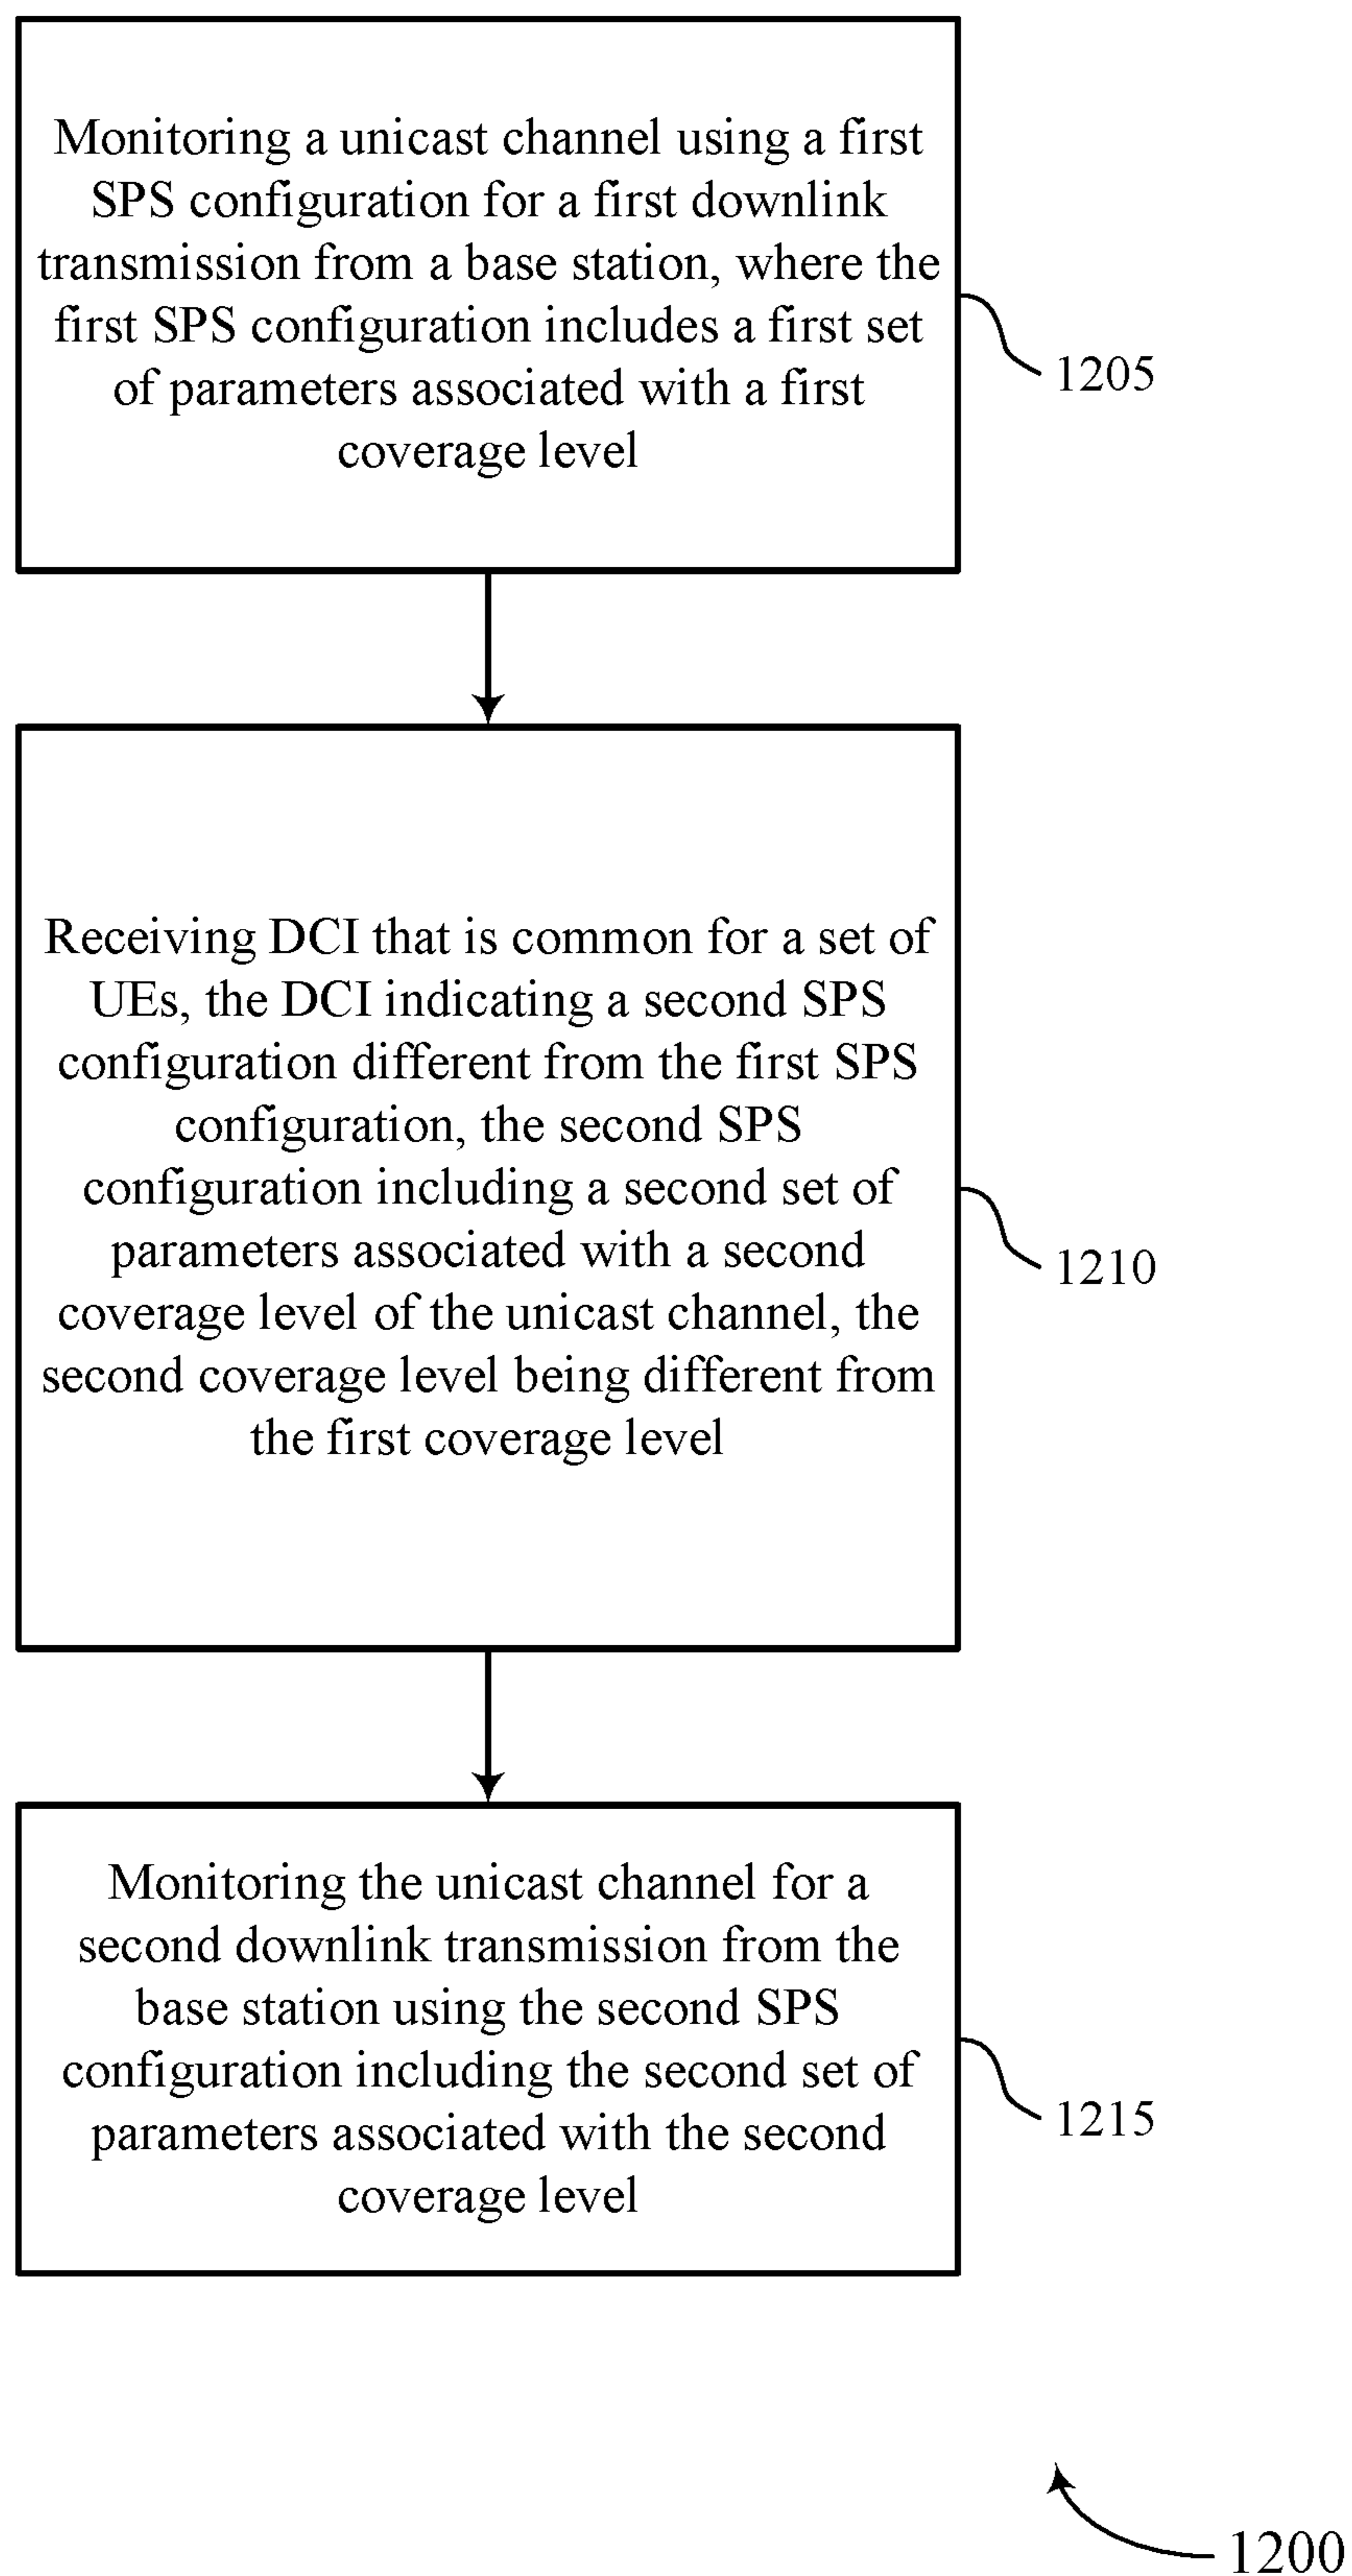 Monitoring a unicast channel using a first
SPS configuration for a first downlink
transmission from a base station, where the
first SPS configuration includes a first set
of parameters associated with a first
coverage level
1205
Receiving DCI that is common for a set of
UEs, the DCI indicating a second SPS
configuration different from the first SPS
configuration, the second SPS
configuration including a second set of
parameters associated with a second
coverage level of the unicast channel, the
second coverage level being different from
the first coverage level
1210
Monitoring the unicast channel for a
second downlink transmission from the
base station using the second SPS
configuration including the second set of
parameters associated with the second
coverage level
1215
1200